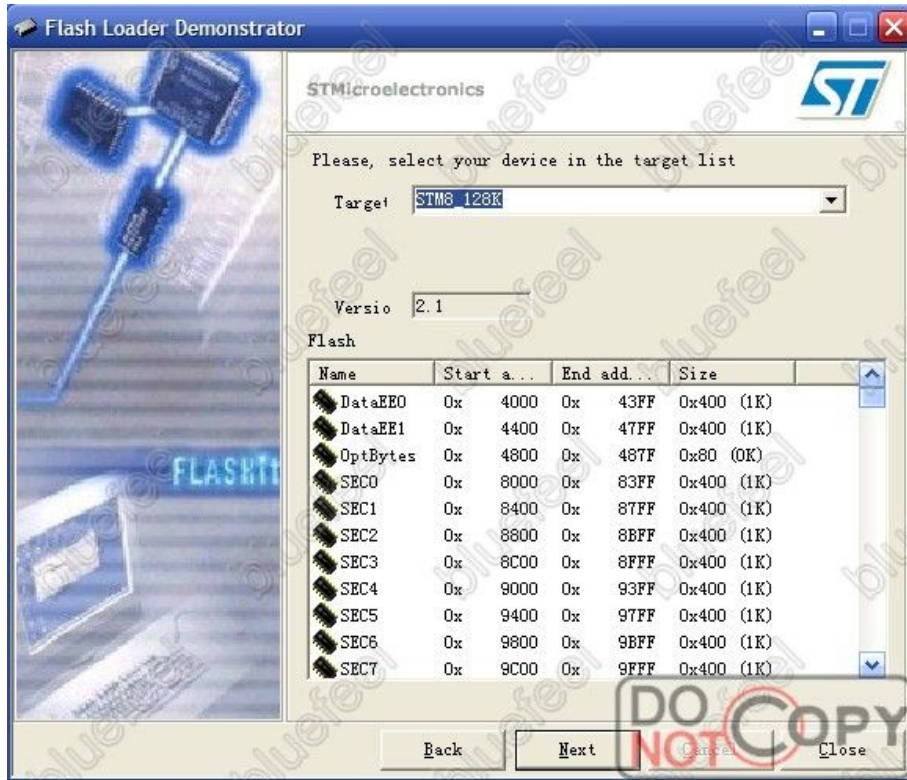 Flash Loader Demonstrator
STMicroelectronics
ST
Please, select your device in the target list
Target STM8_128K
Versio 2.1
Flash
Name Start a... End add... Size
DataEE0 0x 4000 0x 43FF 0x400 (1K)
DataEE1 0x 4400 0x 47FF 0x400 (1K)
OptBytes 0x 4800 0x 487F 0x80 (0K)
SEC0 0x 8000 0x 83FF 0x400 (1K)
SEC1 0x 8400 0x 87FF 0x400 (1K)
SEC2 0x 8800 0x 8BFF 0x400 (1K)
SEC3 0x 8C00 0x 8FFF 0x400 (1K)
SEC4 0x 9000 0x 93FF 0x400 (1K)
SEC5 0x 9400 0x 97FF 0x400 (1K)
SEC6 0x 9800 0x 9BFF 0x400 (1K)
SEC7 0x 9C00 0x 9FFF 0x400 (1K)
Back Next Cancel Close
DO NOT COPY
bluefeel